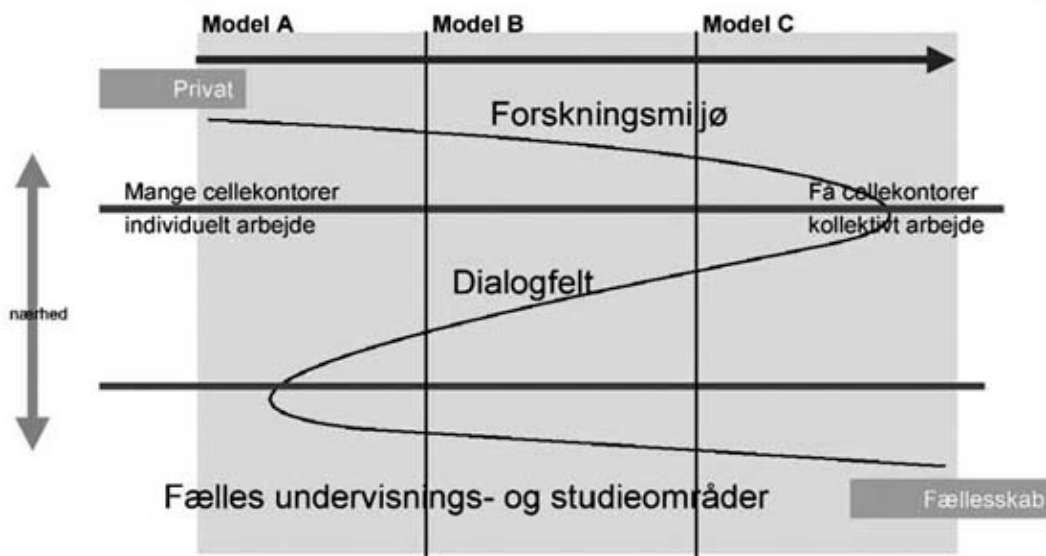 Model A
Model B
Model C
Privat
Forskningsmiljø
Mange cellekontorer
individuelt arbejde
Få cellekontorer
kollektivt arbejde
Dialogfelt
nærhed
Fælles undervisnings- og studieområder
Fællesskab